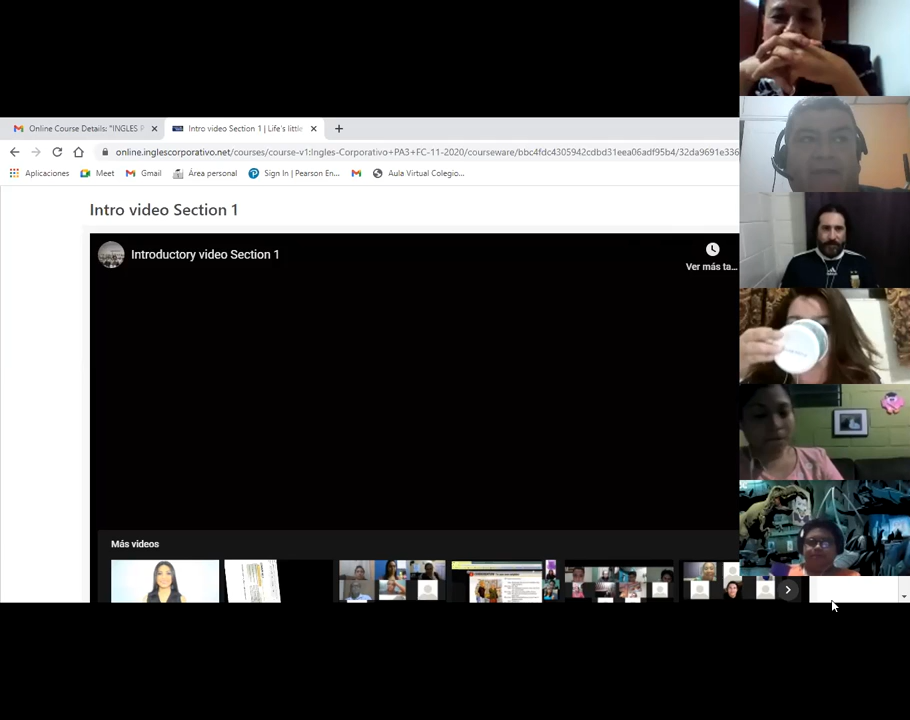 Online Course Details: "INGLES P
Intro video Section 1 | Life's little
online.inglescorporativo.net/courses/course-v1:Ingles-Corporativo+PA3+FC-11-2020/courseware/bbc4fdc4305942cdbd31eea06adf95b4/32da9691e336
Aplicaciones Meet Gmail Área personal Sign In | Pearson En... Aula Virtual Colegio...
Intro video Section 1
Introductory video Section 1
Ver más ta...
Más videos